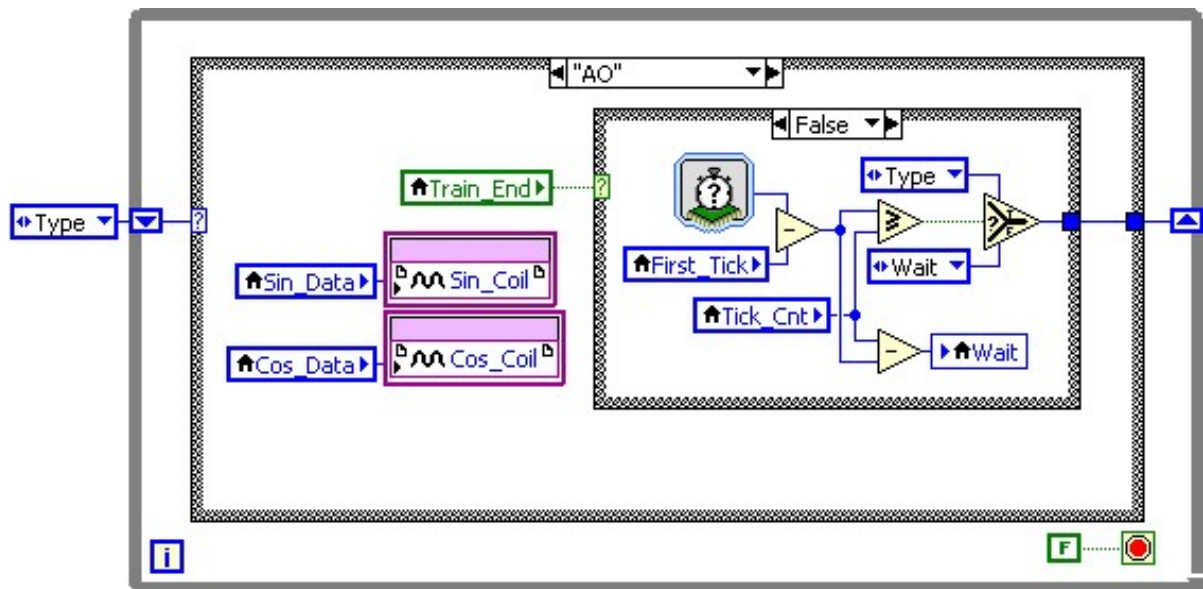 "AO"
False
Type
Train_End
Type
?
?
?
?
First_Tick
Wait
Sin_Data
Sin_Coil
Tick_Cnt
Cos_Data
Cos_Coil
Wait
i
F